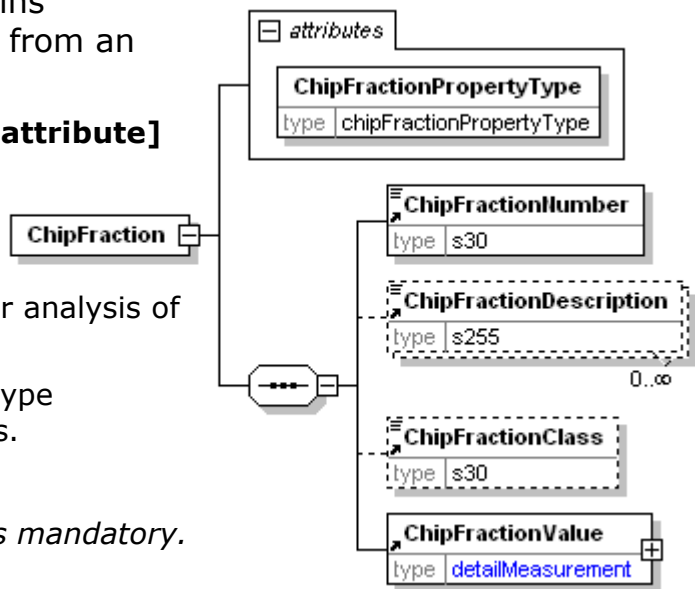 ns
from an
attribute]
r analysis of
ype
s.
s mandatory.
attributes
ChipFractionPropertyType
type chipFractionPropertyType
ChipFraction
ChipFractionNumber
type s30
ChipFractionDescription
type s255
0..∞
ChipFractionClass
type s30
ChipFractionValue
type detailMeasurement